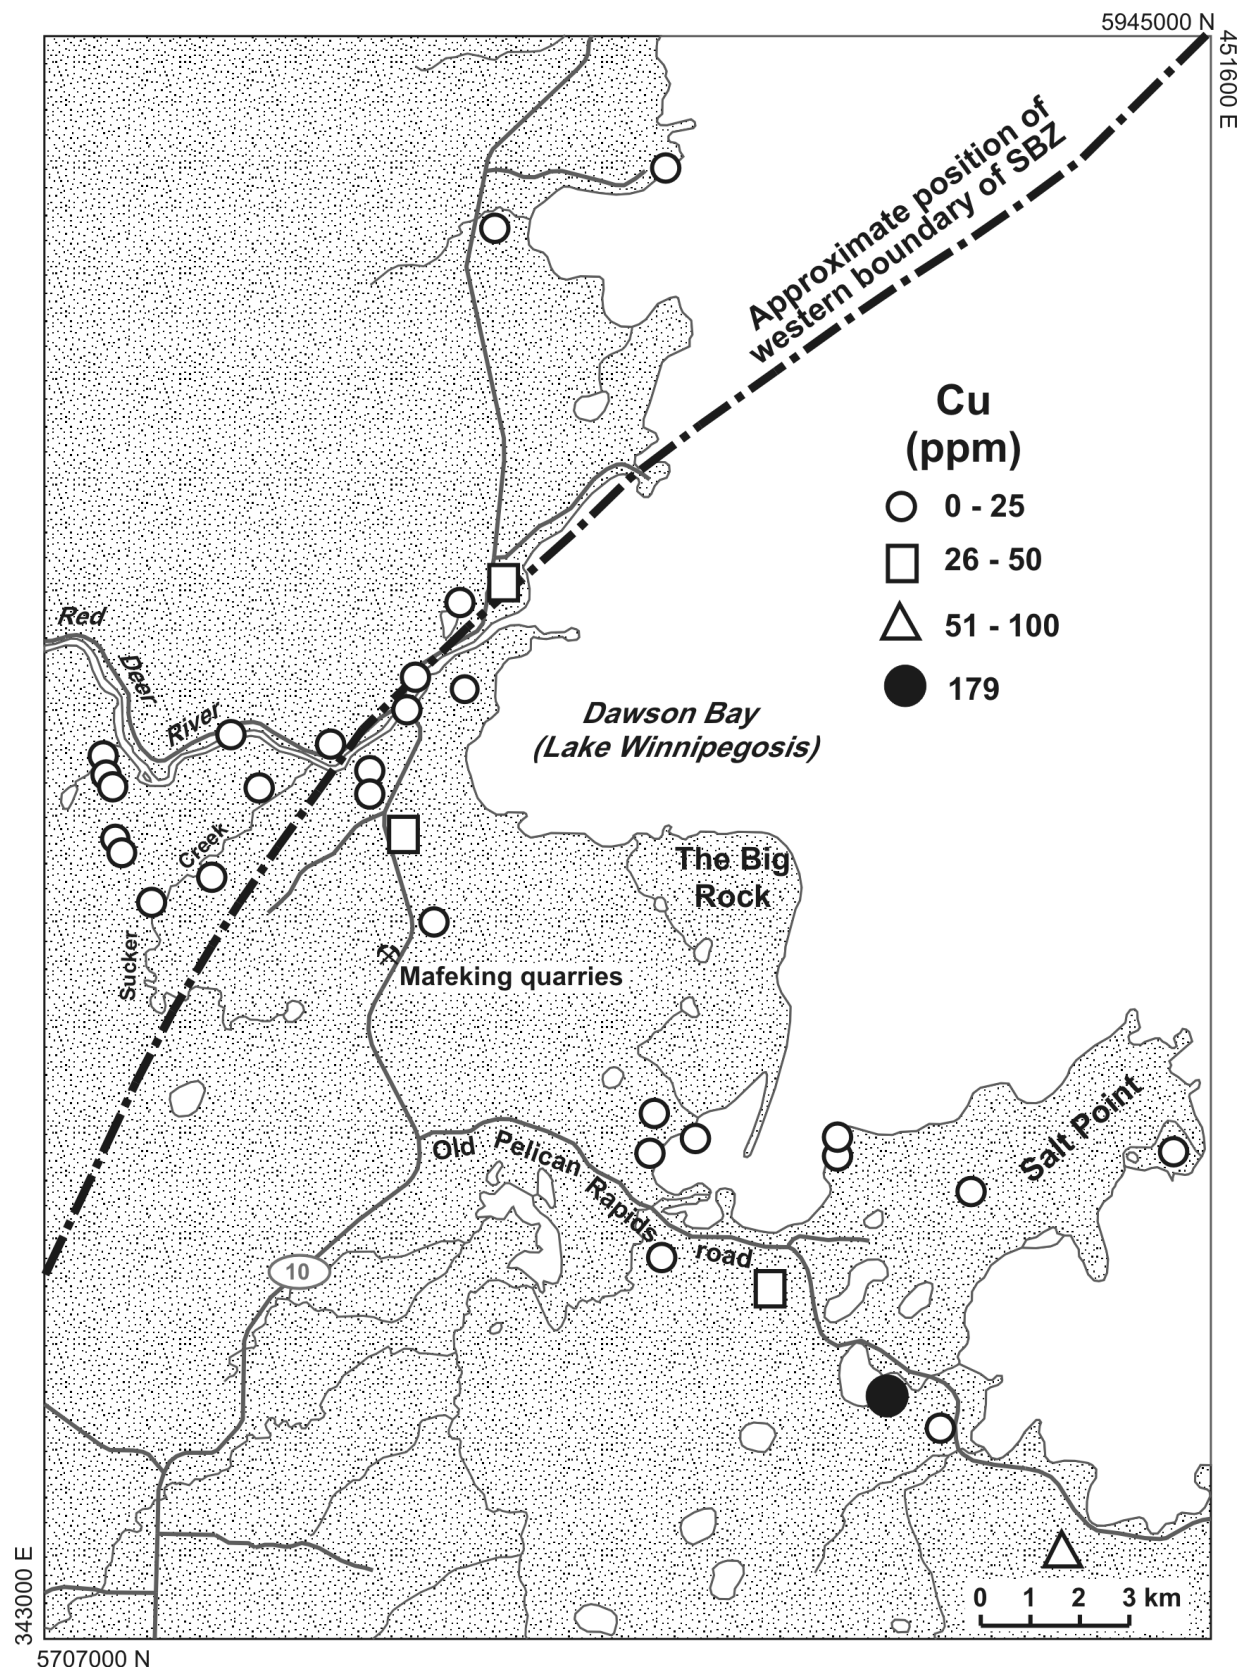 5945000 N
451600 E
Approximate position of
western boundary of SBZ
Cu
(ppm)
0 - 25
26 - 50
51 - 100
179
Red
Deer
River
Dawson Bay
(Lake Winnipegosis)
Creek
Sucker
The Big
Rock
Mafeking quarries
Salt Point
Old Pelican Rapids road
10
0 1 2 3 km
343000 E
5707000 N